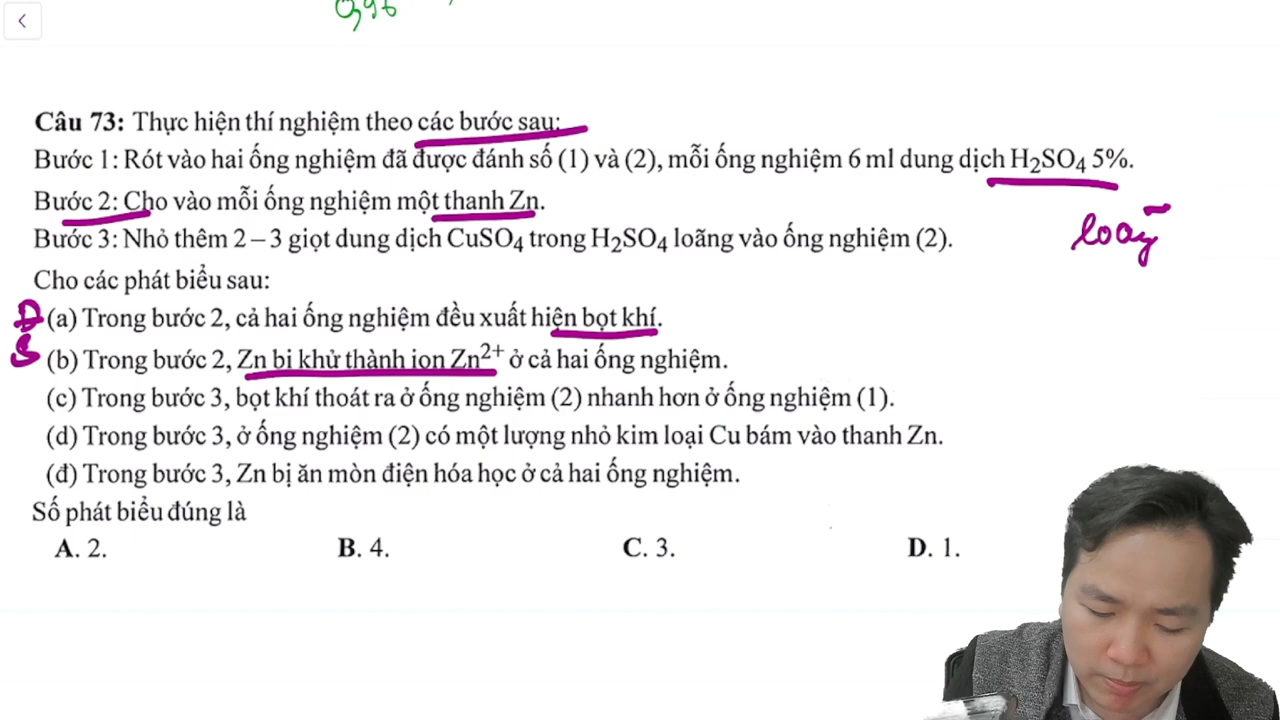 0,96
Câu 73: Thực hiện thí nghiệm theo các bước sau:
Bước 1: Rót vào hai ống nghiệm đã được đánh số (1) và (2), mỗi ống nghiệm 6 ml dung dịch H₂SO₄ 5%.
Bước 2: Cho vào mỗi ống nghiệm một thanh Zn.
loãng
Bước 3: Nhỏ thêm 2 – 3 giọt dung dịch CuSO₄ trong H₂SO₄ loãng vào ống nghiệm (2).
Cho các phát biểu sau:
Đ (a) Trong bước 2, cả hai ống nghiệm đều xuất hiện bọt khí.
S (b) Trong bước 2, Zn bị khử thành ion Zn²⁺ ở cả hai ống nghiệm.
(c) Trong bước 3, bọt khí thoát ra ở ống nghiệm (2) nhanh hơn ở ống nghiệm (1).
(d) Trong bước 3, ở ống nghiệm (2) có một lượng nhỏ kim loại Cu bám vào thanh Zn.
(đ) Trong bước 3, Zn bị ăn mòn điện hóa học ở cả hai ống nghiệm.
Số phát biểu đúng là
A. 2. B. 4. C. 3. D. 1.